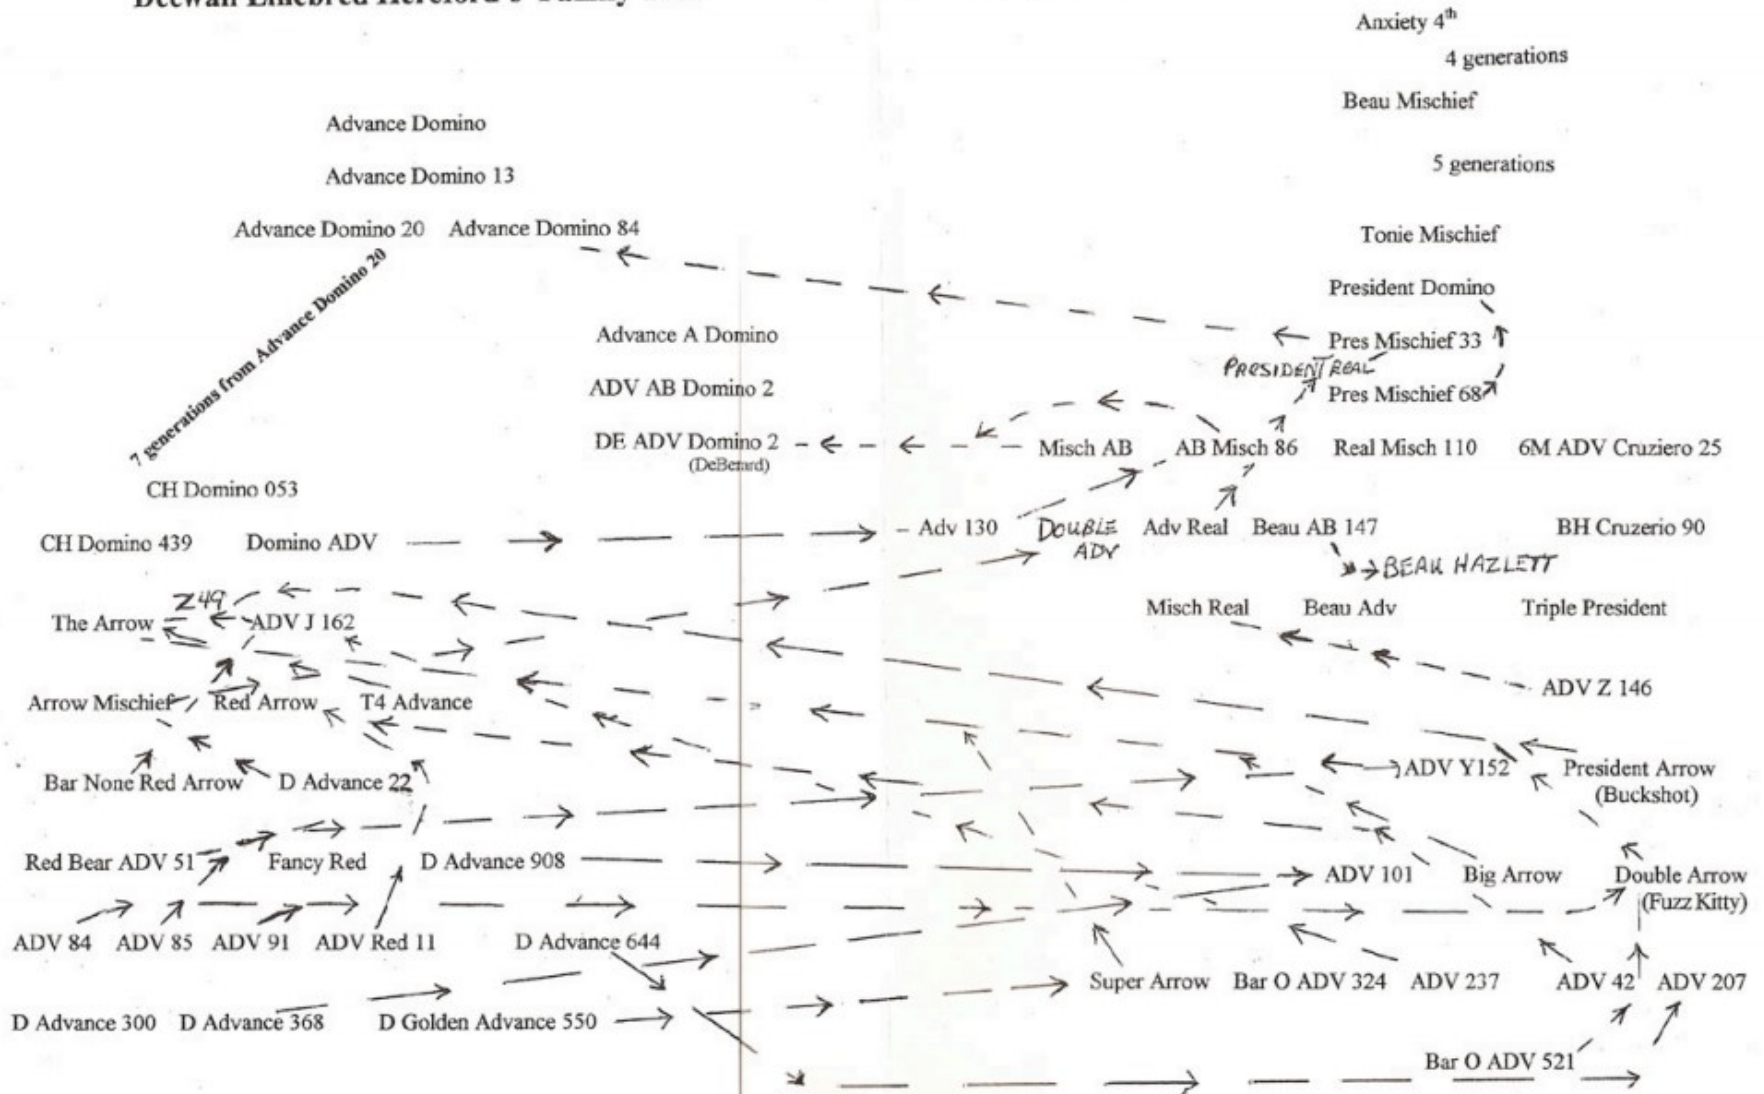 Deewall Linebred Hereford's Family
Anxiety 4th
4 generations
Beau Mischief
Advance Domino
5 generations
Advance Domino 13
Advance Domino 20 Advance Domino 84
Tonie Mischief
7 generations from Advance Domino 20
President Domino
Advance A Domino
Pres Mischief 33
PRESIDENT REAL
ADV AB Domino 2
Pres Mischief 68
DE ADV Domino 2 Misch AB AB Misch 86 Real Misch 110 6M ADV Cruziero 25
(DeBerard)
CH Domino 053
CH Domino 439 Domino ADV Adv 130 DOUBLE ADV Adv Real Beau AB 147 BH Cruzerio 90
BEAU HAZLETT
Z49
The Arrow ADV J 162 Misch Real Beau Adv Triple President
ADV Z 146
Arrow Mischief Red Arrow T4 Advance
Bar None Red Arrow D Advance 22 ADV Y152 President Arrow
(Buckshot)
Red Bear ADV 51 Fancy Red D Advance 908 ADV 101 Big Arrow Double Arrow
(Fuzz Kitty)
ADV 84 ADV 85 ADV 91 ADV Red 11 D Advance 644
Super Arrow Bar O ADV 324 ADV 237 ADV 42 ADV 207
D Advance 300 D Advance 368 D Golden Advance 550
Bar O ADV 521